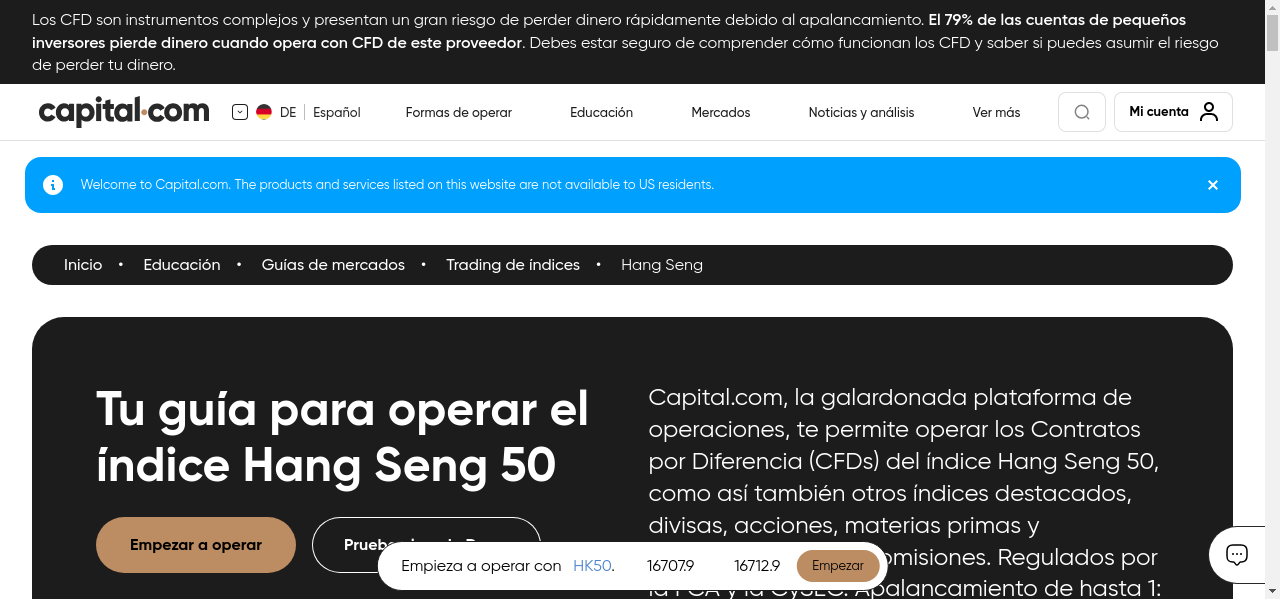 Los CFD son instrumentos complejos y presentan un gran riesgo de perder dinero rápidamente debido al apalancamiento. El 79% de las cuentas de pequeños
inversores pierde dinero cuando opera con CFD de este proveedor. Debes estar seguro de comprender cómo funcionan los CFD y saber si puedes asumir el riesgo
de perder tu dinero.
capital.com DE Español Formas de operar Educación Mercados Noticias y análisis Ver más Mi cuenta
Welcome to Capital.com. The products and services listed on this website are not available to US residents.
Inicio • Educación • Guías de mercados • Trading de índices • Hang Seng
Tu guía para operar el
índice Hang Seng 50
Empezar a operar
Capital.com, la galardonada plataforma de
operaciones, te permite operar los Contratos
por Diferencia (CFDs) del índice Hang Seng 50,
como así también otros índices destacados,
divisas, acciones, materias primas y
omisiones. Regulados por
la FCA y la CySEC. Apalancamiento de hasta 1:
Empieza a operar con HK50. 16707.9 16712.9 Empezar